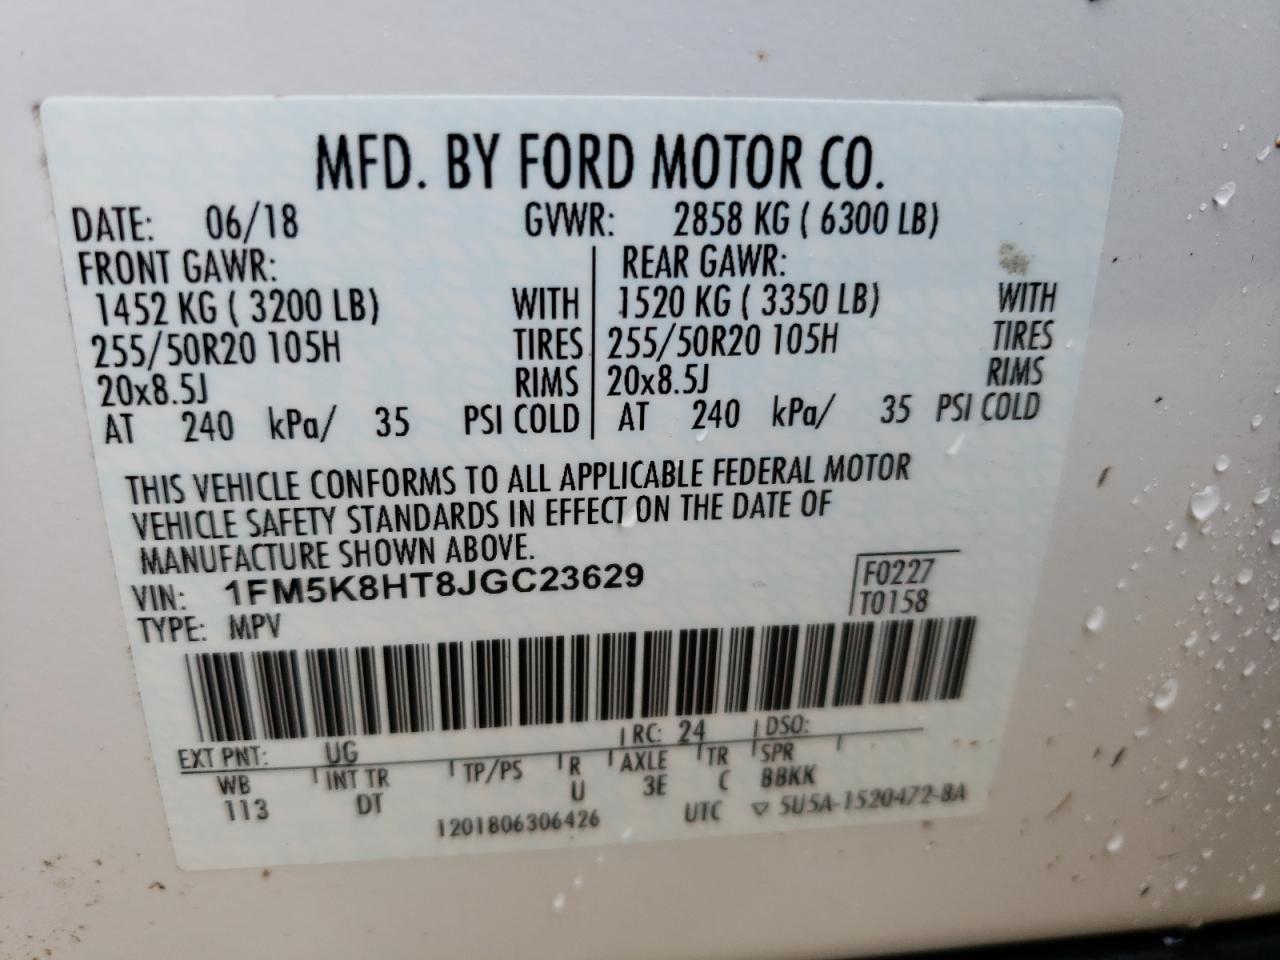 MFD. BY FORD MOTOR CO.
DATE: 06/18 GVWR: 2858 KG ( 6300 LB)
FRONT GAWR: REAR GAWR:
1452 KG ( 3200 LB) WITH 1520 KG ( 3350 LB) WITH
255/50R20 105H TIRES 255/50R20 105H TIRES
20x8.5J RIMS 20x8.5J RIMS
AT 240 kPa/ 35 PSI COLD AT 240 kPa/ 35 PSI COLD
THIS VEHICLE CONFORMS TO ALL APPLICABLE FEDERAL MOTOR
VEHICLE SAFETY STANDARDS IN EFFECT ON THE DATE OF
MANUFACTURE SHOWN ABOVE.
VIN: 1FM5K8HT8JGC23629 F0227
TYPE: MPV T0158
EXT PNT: UG RC: 24 DSO:
WB INT TR TP/PS R AXLE TR SPR
113 DT U 3E C BBKK
1201806306426 UTC ▽ 5U5A-1520472-BA